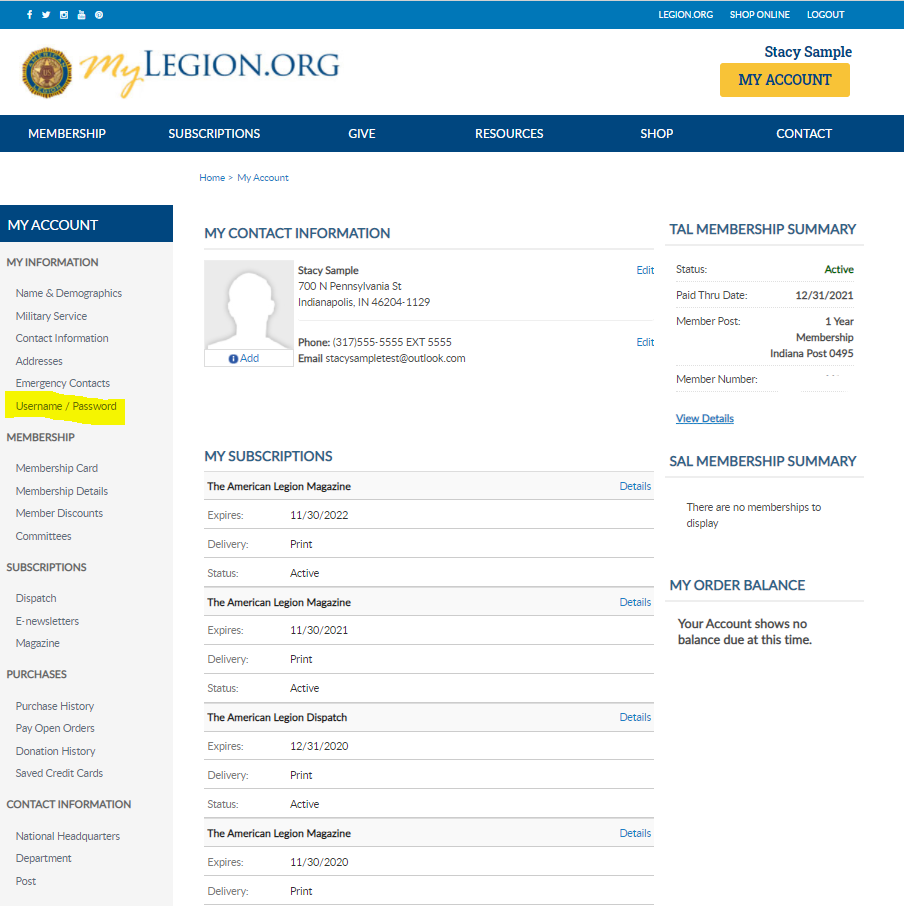 LEGION.ORG SHOP ONLINE LOGOUT
MyLEGION.ORG
Stacy Sample
MY ACCOUNT
MEMBERSHIP SUBSCRIPTIONS GIVE RESOURCES SHOP CONTACT
Home > My Account
MY ACCOUNT
MY INFORMATION
Name & Demographics
Military Service
Contact Information
Addresses
Emergency Contacts
Username / Password
MEMBERSHIP
Membership Card
Membership Details
Member Discounts
Committees
SUBSCRIPTIONS
Dispatch
E-newsletters
Magazine
PURCHASES
Purchase History
Pay Open Orders
Donation History
Saved Credit Cards
CONTACT INFORMATION
National Headquarters
Department
Post
MY CONTACT INFORMATION
Stacy Sample Edit
700 N Pennsylvania St
Indianapolis, IN 46204-1129
Phone: (317)555-5555 EXT 5555 Edit
Email stacysampletest@outlook.com
Add
MY SUBSCRIPTIONS
The American Legion Magazine Details
Expires: 11/30/2022
Delivery: Print
Status: Active
The American Legion Magazine Details
Expires: 11/30/2021
Delivery: Print
Status: Active
The American Legion Dispatch Details
Expires: 12/31/2020
Delivery: Print
Status: Active
The American Legion Magazine Details
Expires: 11/30/2020
Delivery: Print
TAL MEMBERSHIP SUMMARY
Status: Active
Paid Thru Date: 12/31/2021
Member Post: 1 Year
Membership
Indiana Post 0495
Member Number:
View Details
SAL MEMBERSHIP SUMMARY
There are no memberships to
display
MY ORDER BALANCE
Your Account shows no
balance due at this time.